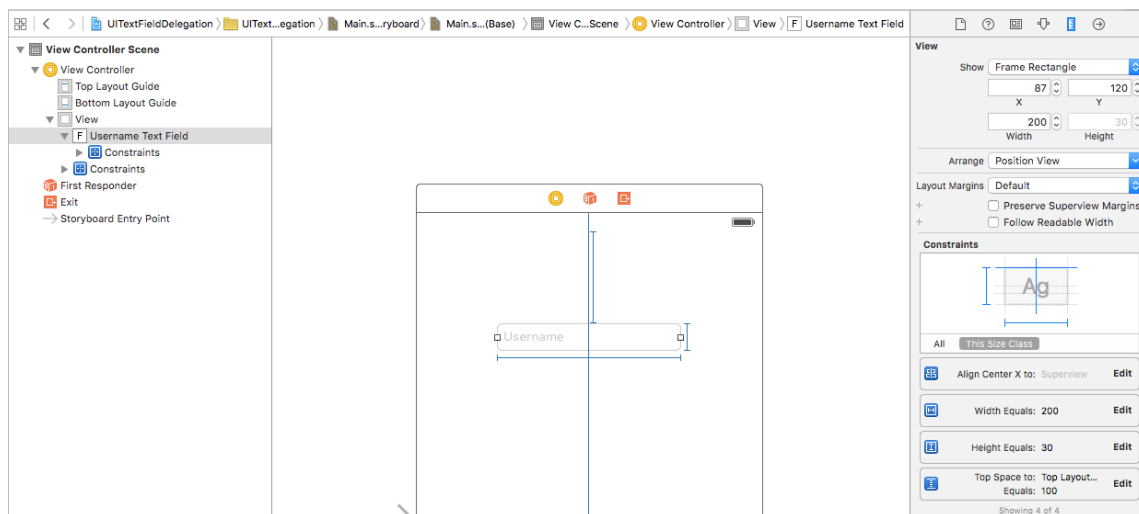 UITextFieldDelegation 〉 UIText...egation 〉 Main.s...ryboard 〉 Main.s...(Base) 〉 View C...Scene 〉 View Controller 〉 View 〉 F Username Text Field
View Controller Scene
View Controller
Top Layout Guide
Bottom Layout Guide
View
F Username Text Field
Constraints
Constraints
First Responder
Exit
Storyboard Entry Point
Username
View
Show Frame Rectangle
87 120
X Y
200 30
Width Height
Arrange Position View
Layout Margins Default
+ Preserve Superview Margins
+ Follow Readable Width
Constraints
Ag
All This Size Class
Align Center X to: Superview Edit
Width Equals: 200 Edit
Height Equals: 30 Edit
Top Space to: Top Layout... Edit
Equals: 100
Showing 4 of 4